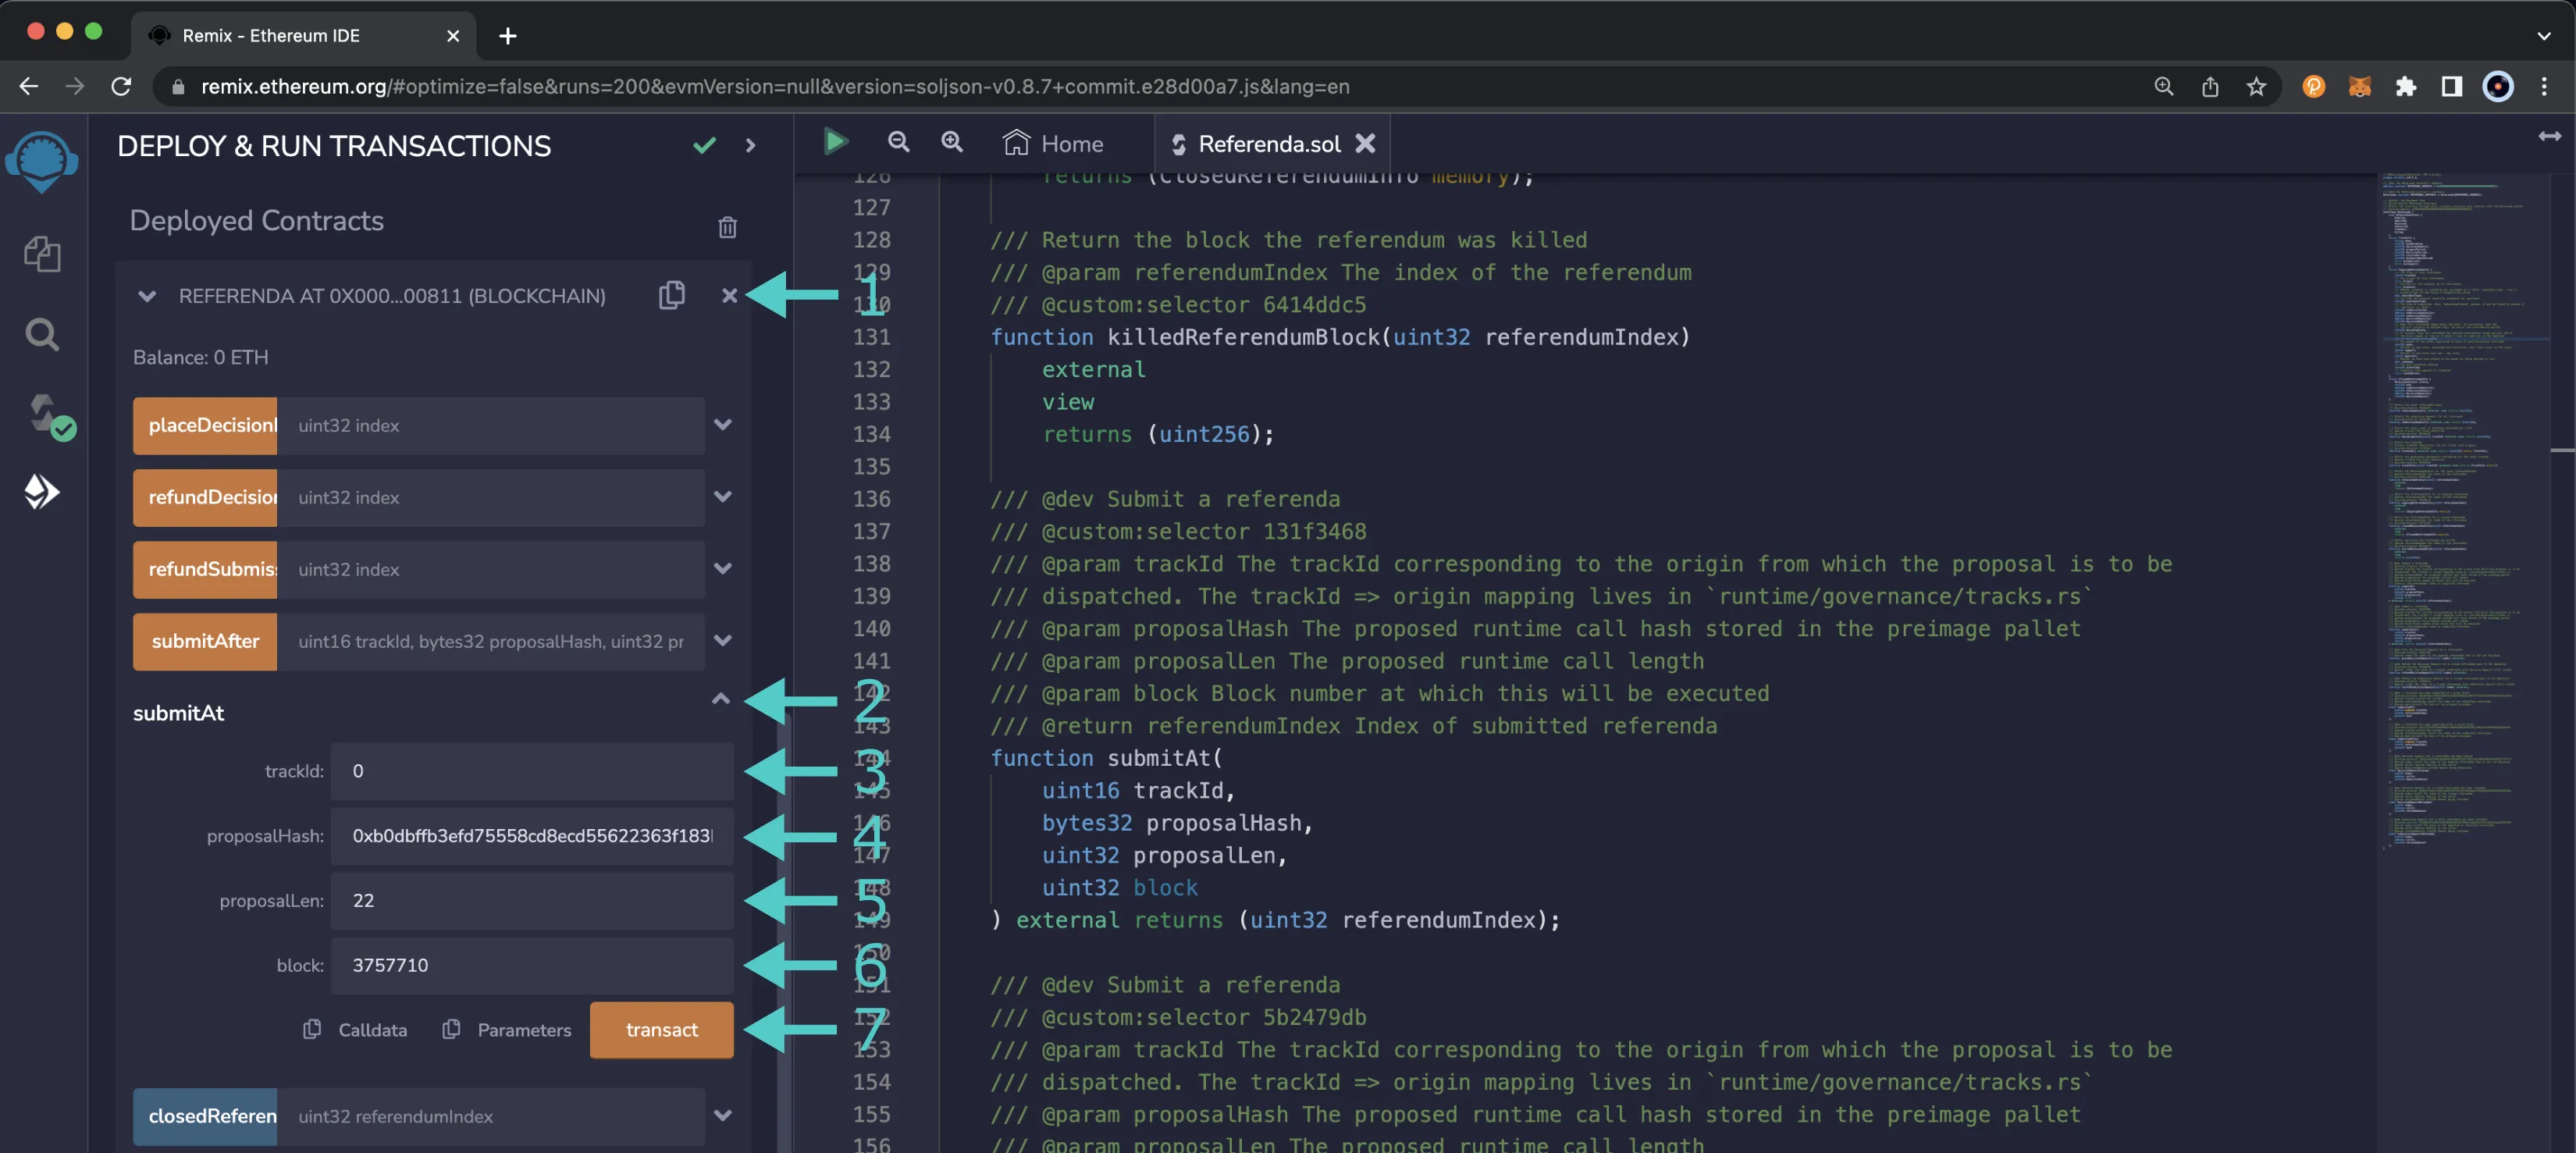 Remix - Ethereum IDE
remix.ethereum.org/#optimize=false&runs=200&evmVersion=null&version=soljson-v0.8.7+commit.e28d00a7.js&lang=en
DEPLOY & RUN TRANSACTIONS
Deployed Contracts
REFERENDA AT 0X000...00811 (BLOCKCHAIN)
1
Balance: 0 ETH
placeDecision
uint32 index
refundDecision
uint32 index
refundSubmis
uint32 index
submitAfter
uint16 trackId, bytes32 proposalHash, uint32 pr
submitAt
2
trackId: 0
3
proposalHash: 0xb0dbffb3efd75558cd8ecd55622363f183
4
proposalLen: 22
5
block: 3757710
6
Calldata
Parameters
transact
7
closedReferen
uint32 referendumIndex
Home
Referenda.sol
126 returns (ClosedReferendumInfo memory);
127
128 /// Return the block the referendum was killed
129 /// @param referendumIndex The index of the referendum
130 /// @custom:selector 6414ddc5
131 function killedReferendumBlock(uint32 referendumIndex)
132 external
133 view
134 returns (uint256);
135
136 /// @dev Submit a referenda
137 /// @custom:selector 131f3468
138 /// @param trackId The trackId corresponding to the origin from which the proposal is to be
139 /// dispatched. The trackId => origin mapping lives in `runtime/governance/tracks.rs`
140 /// @param proposalHash The proposed runtime call hash stored in the preimage pallet
141 /// @param proposalLen The proposed runtime call length
142 /// @param block Block number at which this will be executed
143 /// @return referendumIndex Index of submitted referenda
144 function submitAt(
145 uint16 trackId,
146 bytes32 proposalHash,
147 uint32 proposalLen,
148 uint32 block
149 ) external returns (uint32 referendumIndex);
150
151 /// @dev Submit a referenda
152 /// @custom:selector 5b2479db
153 /// @param trackId The trackId corresponding to the origin from which the proposal is to be
154 /// dispatched. The trackId => origin mapping lives in `runtime/governance/tracks.rs`
155 /// @param proposalHash The proposed runtime call hash stored in the preimage pallet
156 /// @param proposalLen The proposed runtime call length